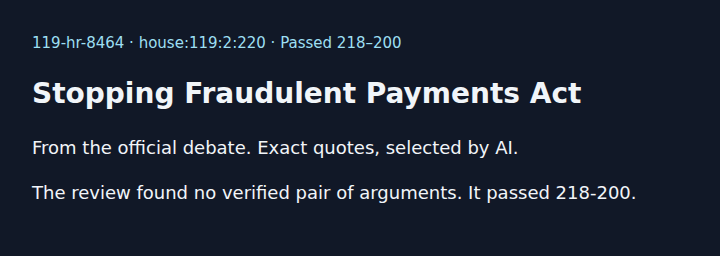 119-hr-8464 · house:119:2:220 · Passed 218–200
Stopping Fraudulent Payments Act
From the official debate. Exact quotes, selected by AI.
The review found no verified pair of arguments. It passed 218-200.